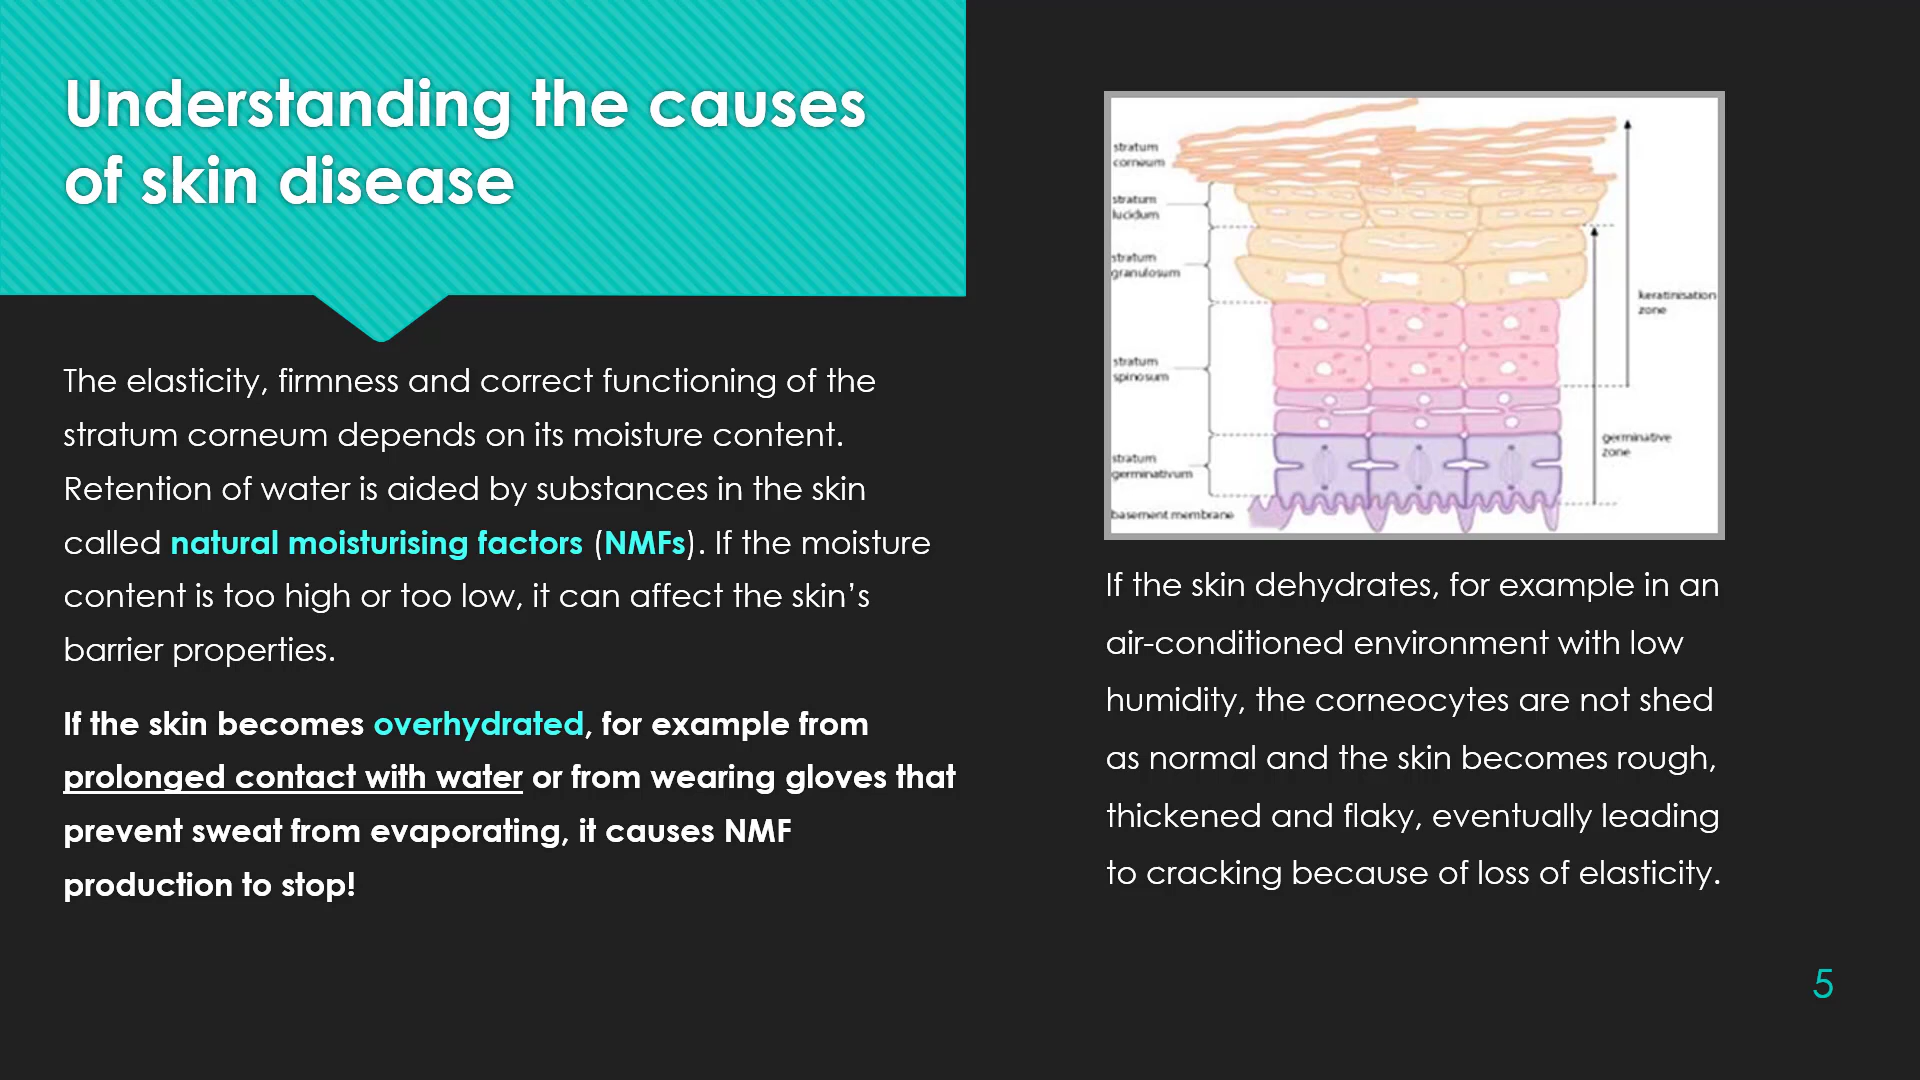 Understanding the causes
of skin disease
The elasticity, firmness and correct functioning of the
stratum corneum depends on its moisture content.
Retention of water is aided by substances in the skin
called natural moisturising factors (NMFs). If the moisture
content is too high or too low, it can affect the skin’s
barrier properties.
If the skin becomes overhydrated, for example from
prolonged contact with water or from wearing gloves that
prevent sweat from evaporating, it causes NMF
production to stop!
stratum
corneum
stratum
lucidum
stratum
granulosum
stratum
spinosum
stratum
germinativum
basement membrane
keratinisation
zone
germinative
zone
If the skin dehydrates, for example in an
air-conditioned environment with low
humidity, the corneocytes are not shed
as normal and the skin becomes rough,
thickened and flaky, eventually leading
to cracking because of loss of elasticity.
5